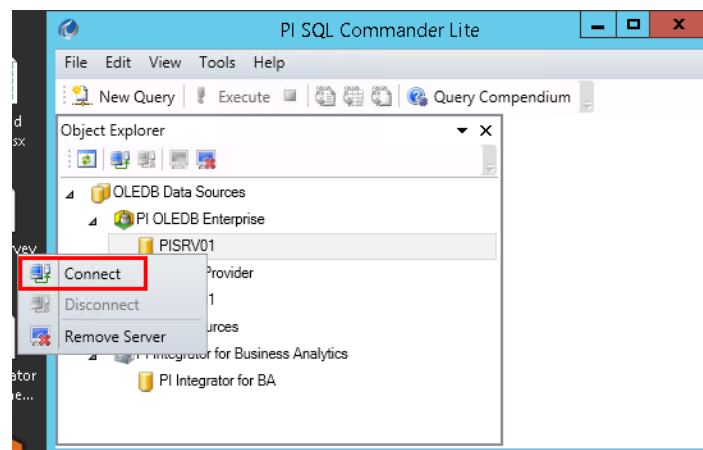 PI SQL Commander Lite
File Edit View Tools Help
New Query Execute Query Compendium
Object Explorer
OLEDB Data Sources
PI OLEDB Enterprise
PISRV01
Connect
Provider
Disconnect
1
urces
Remove Server
PI Integrator for Business Analytics
PI Integrator for BA
d
sx
vey
ator
e...